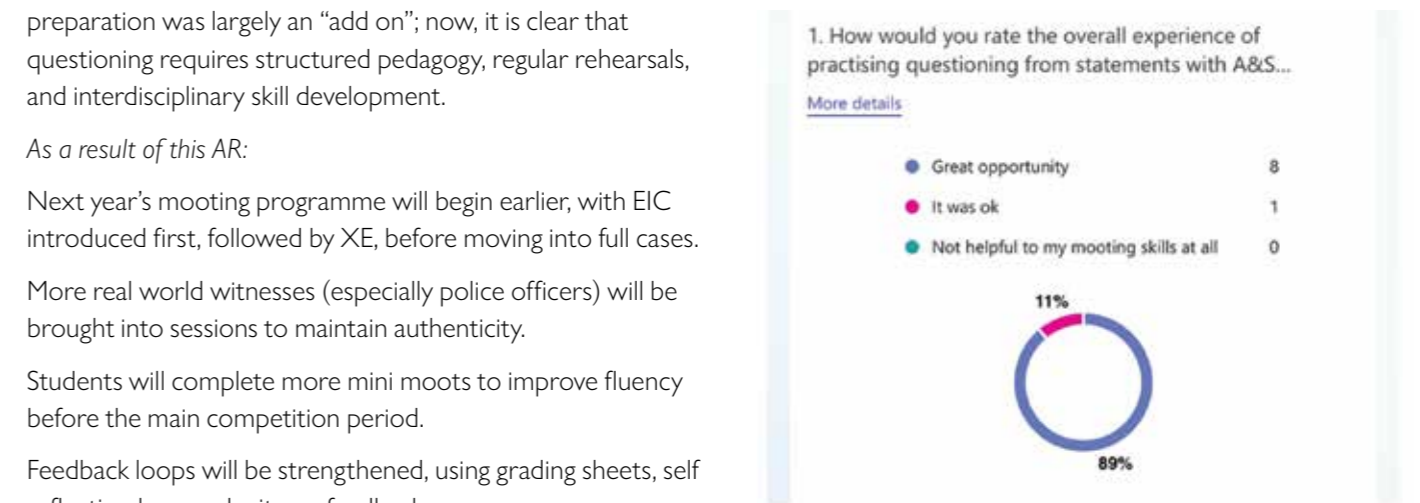 preparation was largely an “add on”; now, it is clear that
questioning requires structured pedagogy, regular rehearsals,
and interdisciplinary skill development.
As a result of this AR:
Next year’s mooting programme will begin earlier, with EIC
introduced first, followed by XE, before moving into full cases.
More real world witnesses (especially police officers) will be
brought into sessions to maintain authenticity.
Students will complete more mini moots to improve fluency
before the main competition period.
Feedback loops will be strengthened, using grading sheets, self
1. How would you rate the overall experience of
practising questioning from statements with A&S...
More details
Great opportunity 8
It was ok 1
Not helpful to my mooting skills at all 0
11%
89%